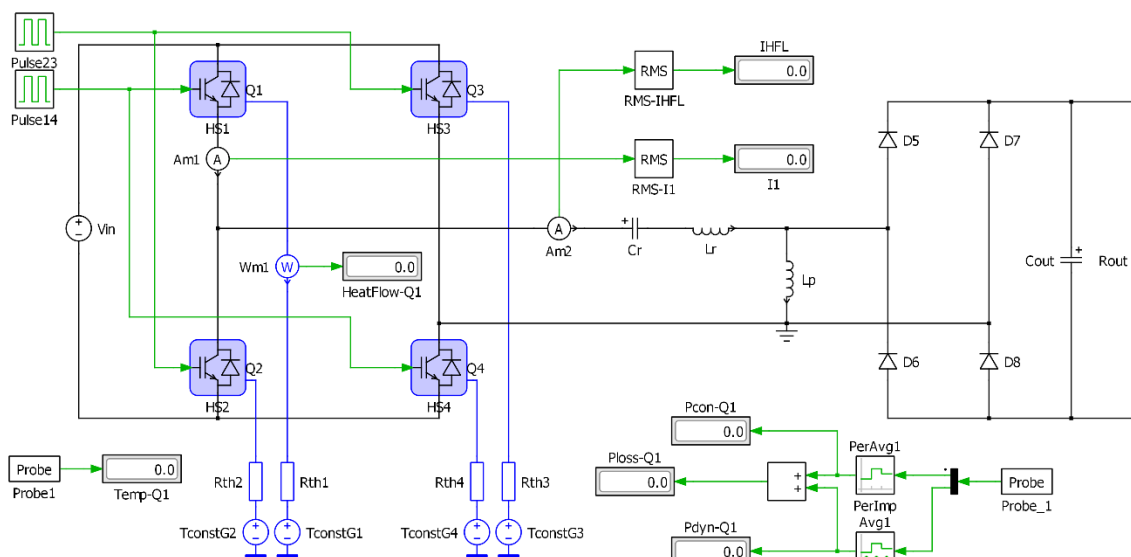 Pulse23
Pulse14
Q1
HS1
Q3
HS3
Am1
A
Vin
Wm1
W
0.0
HeatFlow-Q1
RMS
RMS-IHFL
IHFL
0.0
RMS
RMS-I1
0.0
I1
A
Am2
+
Cr
Lr
Lp
D5
D7
D6
D8
Cout
+
Rout
Q2
HS2
Q4
HS4
Rth2
Rth1
Rth4
Rth3
TconstG2
TconstG1
TconstG4
TconstG3
Probe
Probe1
0.0
Temp-Q1
Pcon-Q1
0.0
Ploss-Q1
0.0
+
+
PerAvg1
PerImp
Avg1
Probe
Probe_1
Pdyn-Q1
0.0